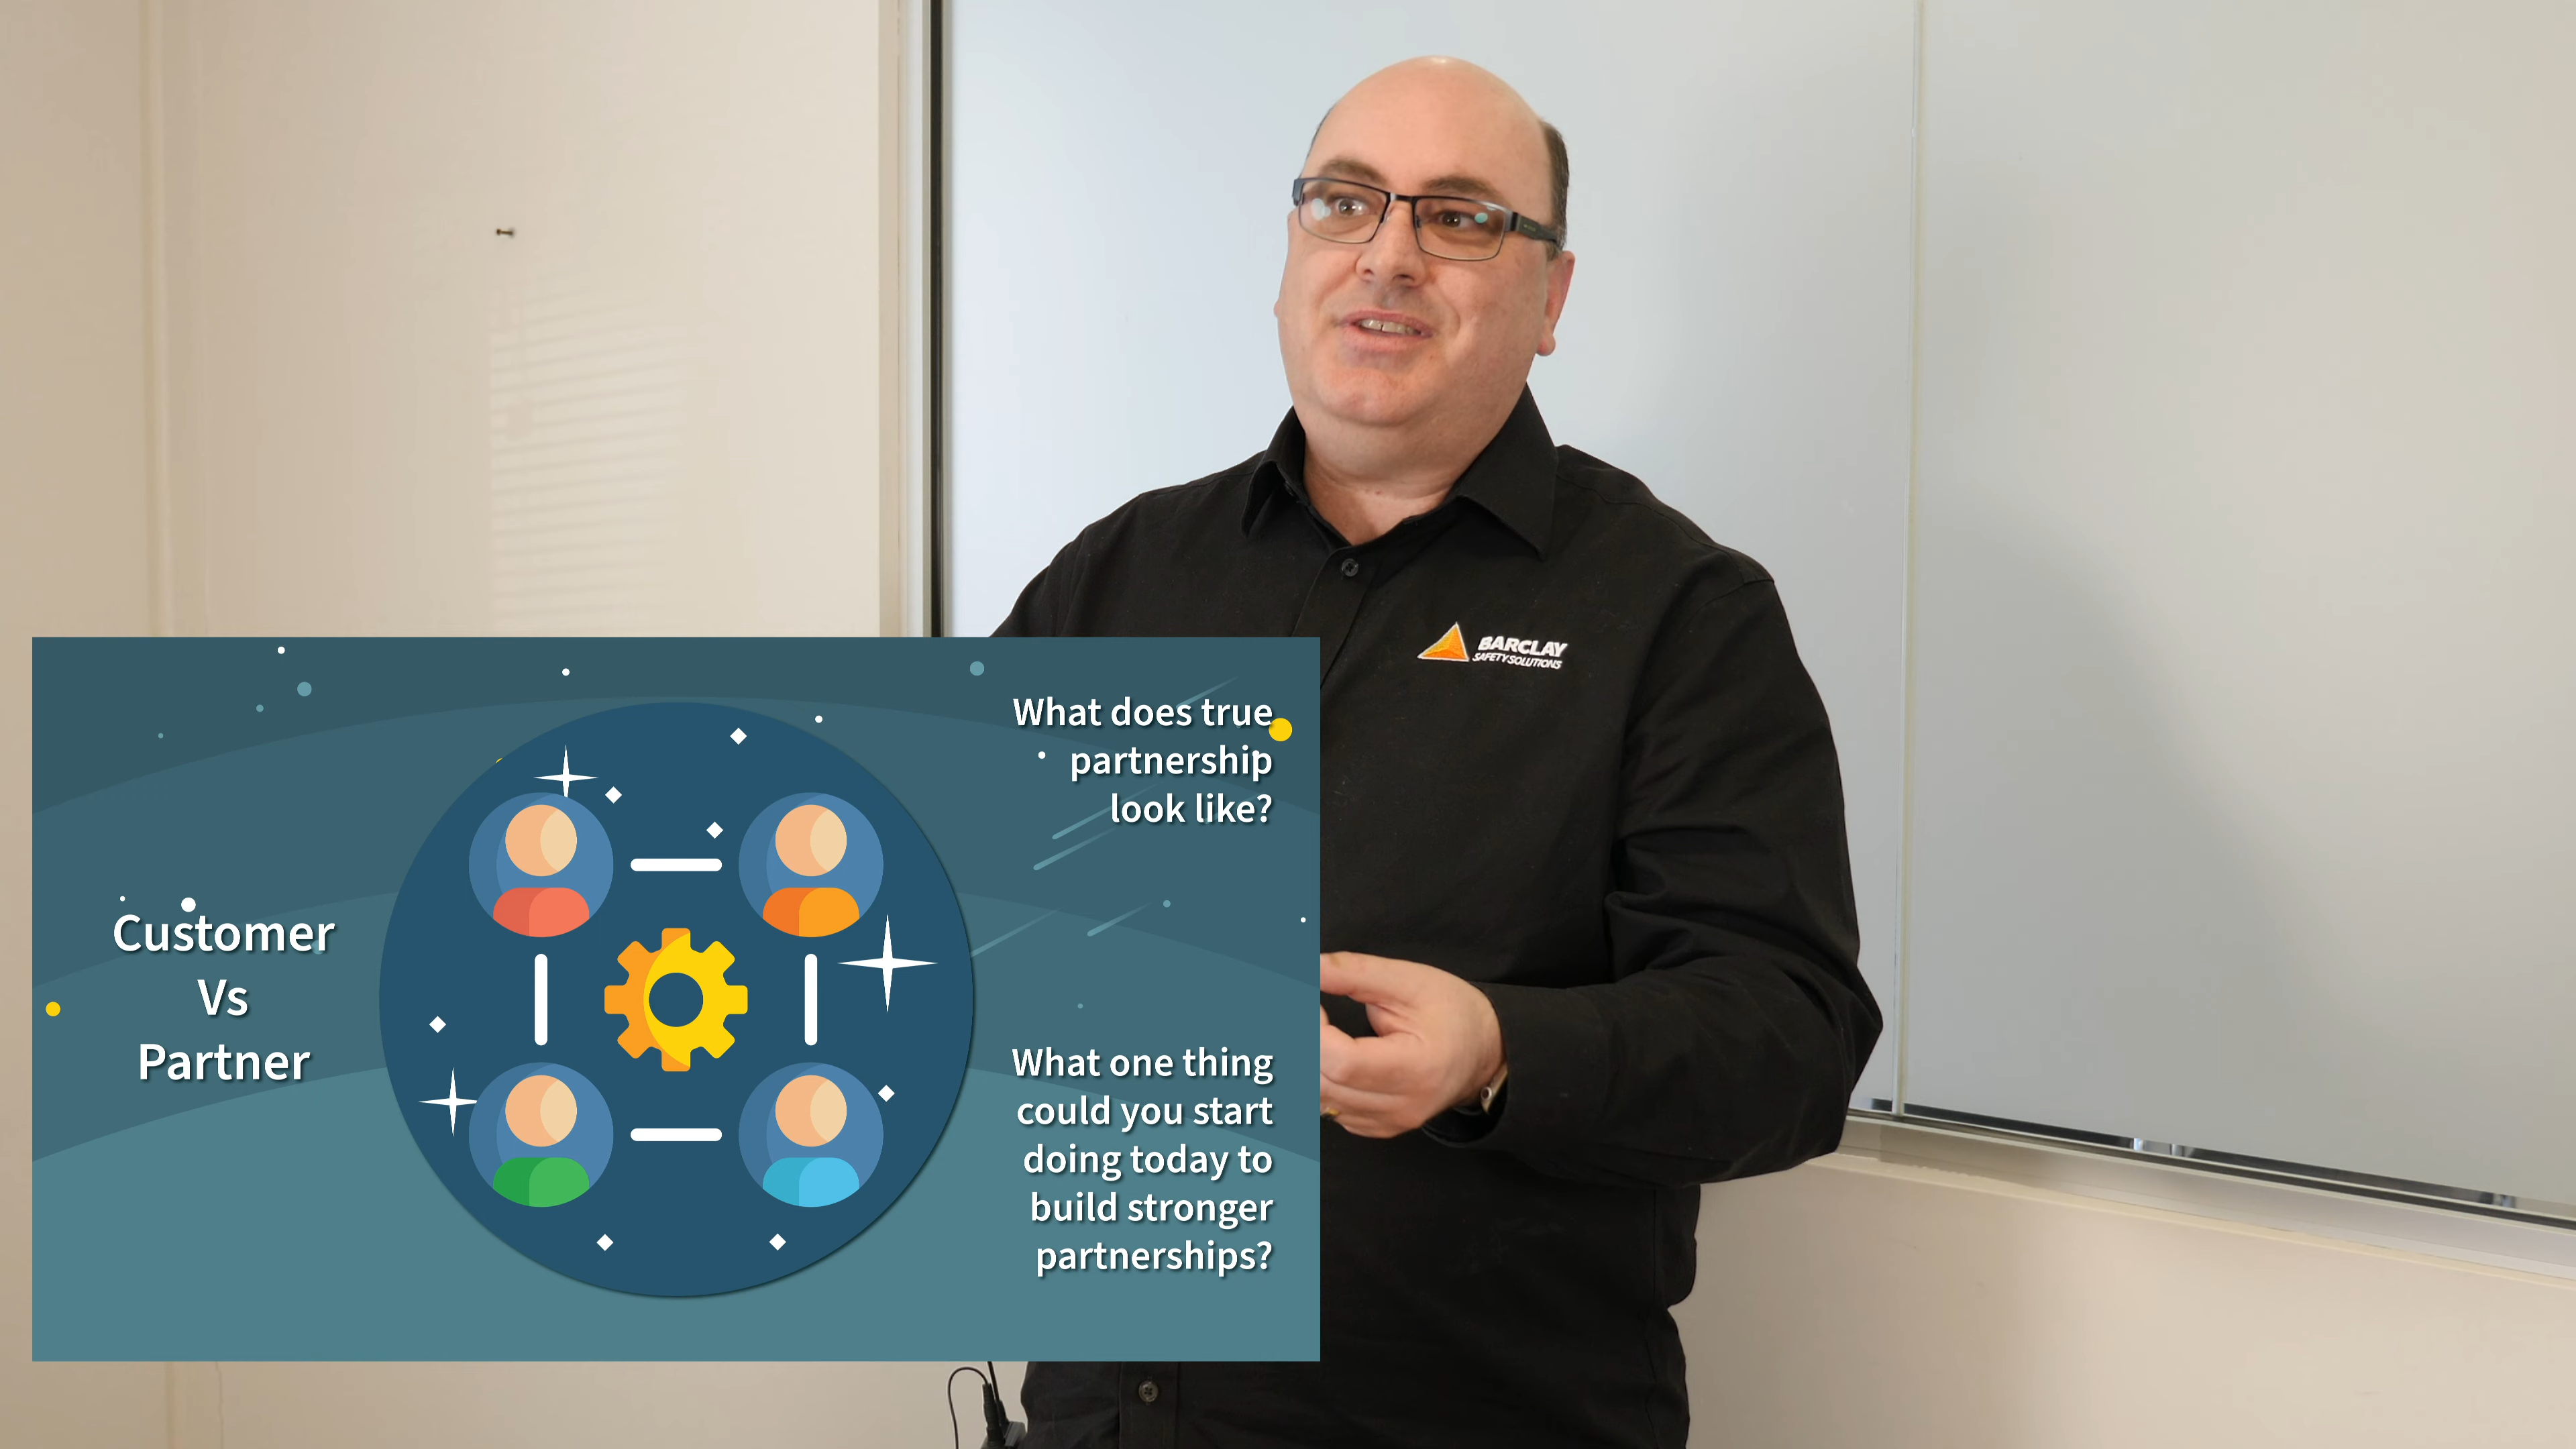 BARCLAY
SAFETY SOLUTIONS
Customer
Vs
Partner
What does true
partnership
look like?
What one thing
could you start
doing today to
build stronger
partnerships?